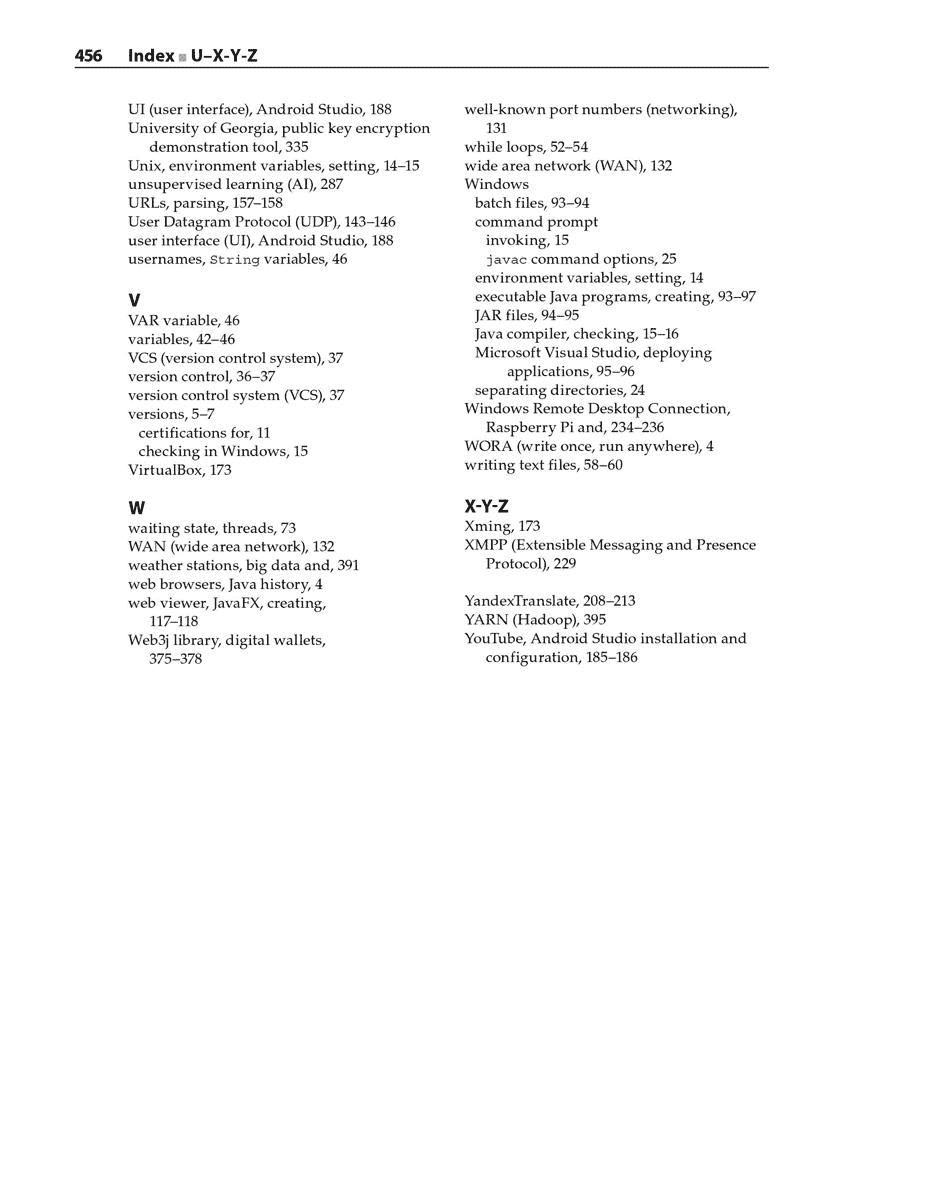 456 Index ■ U–X-Y-Z
UI (user interface), Android Studio, 188
University of Georgia, public key encryption
demonstration tool, 335
Unix, environment variables, setting, 14–15
unsupervised learning (AI), 287
URLs, parsing, 157–158
User Datagram Protocol (UDP), 143–146
user interface (UI), Android Studio, 188
usernames, String variables, 46
V
VAR variable, 46
variables, 42–46
VCS (version control system), 37
version control, 36–37
version control system (VCS), 37
versions, 5–7
certifications for, 11
checking in Windows, 15
VirtualBox, 173
W
waiting state, threads, 73
WAN (wide area network), 132
weather stations, big data and, 391
web browsers, Java history, 4
web viewer, JavaFX, creating,
117–118
Web3j library, digital wallets,
375–378
well-known port numbers (networking),
131
while loops, 52–54
wide area network (WAN), 132
Windows
batch files, 93–94
command prompt
invoking, 15
javac command options, 25
environment variables, setting, 14
executable Java programs, creating, 93–97
JAR files, 94–95
Java compiler, checking, 15–16
Microsoft Visual Studio, deploying
applications, 95–96
separating directories, 24
Windows Remote Desktop Connection,
Raspberry Pi and, 234–236
WORA (write once, run anywhere), 4
writing text files, 58–60
X-Y-Z
Xming, 173
XMPP (Extensible Messaging and Presence
Protocol), 229
YandexTranslate, 208–213
YARN (Hadoop), 395
YouTube, Android Studio installation and
configuration, 185–186